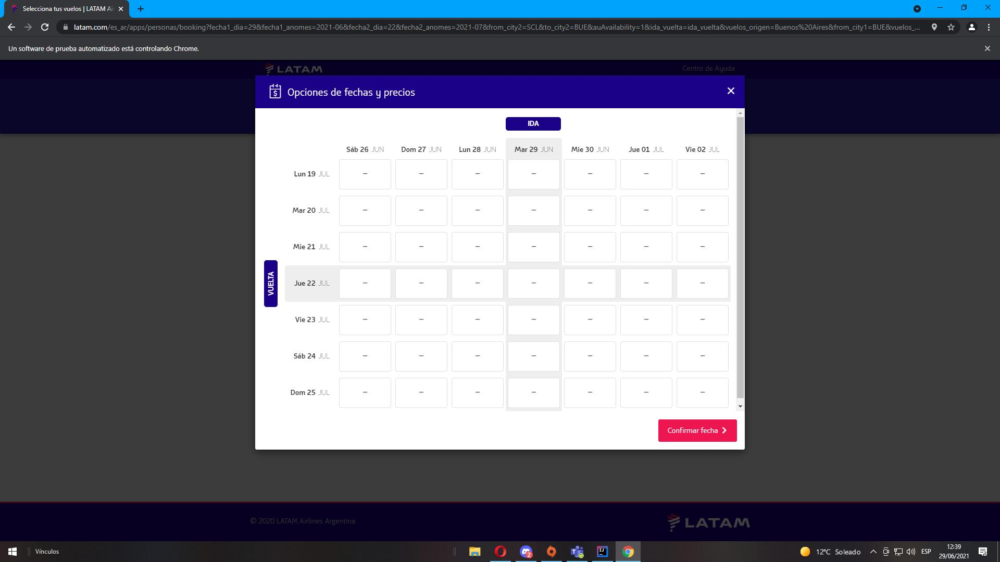 Selecciona tus vuelos | LATAM Ai
latam.com/es_ar/apps/personas/booking?fecha1_dia=29&fecha1_anomes=2021-06&fecha2_dia=22&fecha2_anomes=2021-07&from_city2=SCL&to_city2=BUE&auAvailability=1&ida_vuelta=ida_vuelta&vuelos_origen=Buenos%20Aires&from_city1=BUE&vuelos_...
Un software de prueba automatizado está controlando Chrome.
LATAM
Centro de Ayuda
Opciones de fechas y precios
IDA
Sáb 26 JUN Dom 27 JUN Lun 28 JUN Mar 29 JUN Mie 30 JUN Jue 01 JUL Vie 02 JUL
Lun 19 JUL – – – – – – –
Mar 20 JUL – – – – – – –
Mie 21 JUL – – – – – – –
VUELTA
Jue 22 JUL – – – – – – –
Vie 23 JUL – – – – – – –
Sáb 24 JUL – – – – – – –
Dom 25 JUL – – – – – – –
Confirmar fecha
© 2020 LATAM Airlines Argentina
LATAM
Vínculos
2
12°C Soleado
ESP
12:39
29/06/2021